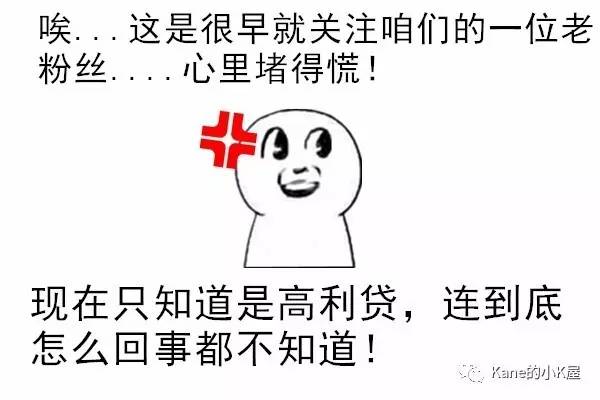 唉...这是很早就关注咱们的一位老
粉丝....心里堵得慌！
现在只知道是高利贷，连到底
怎么回事都不知道！
Kane的小K屋